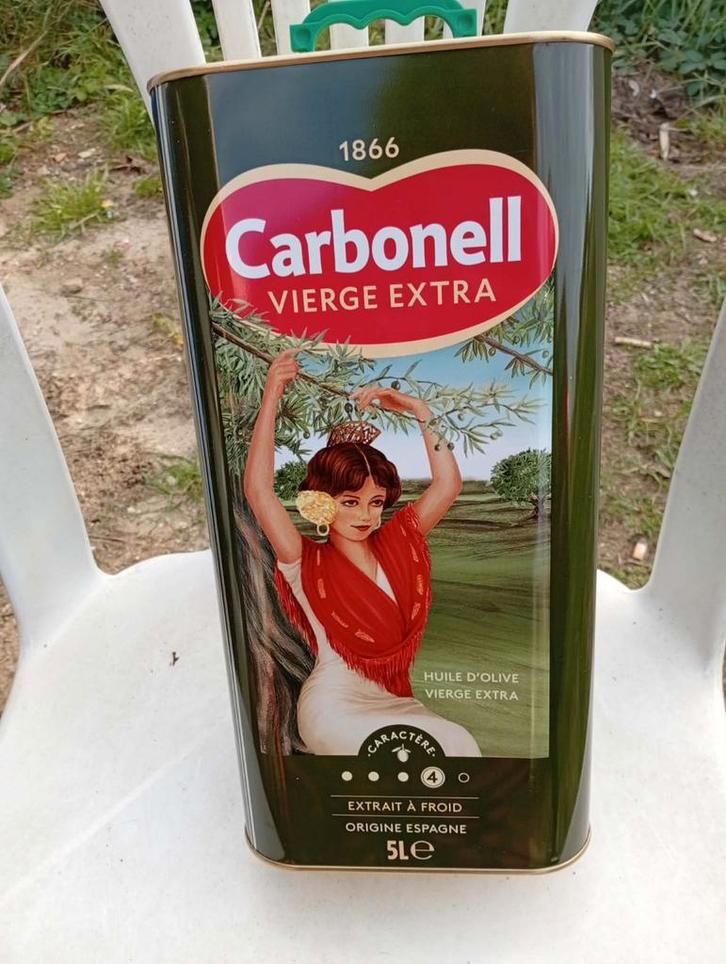 1866
Carbonell
VIERGE EXTRA
HUILE D'OLIVE
VIERGE EXTRA
·CARACTÈRE·
4
EXTRAIT À FROID
ORIGINE ESPAGNE
5L℮